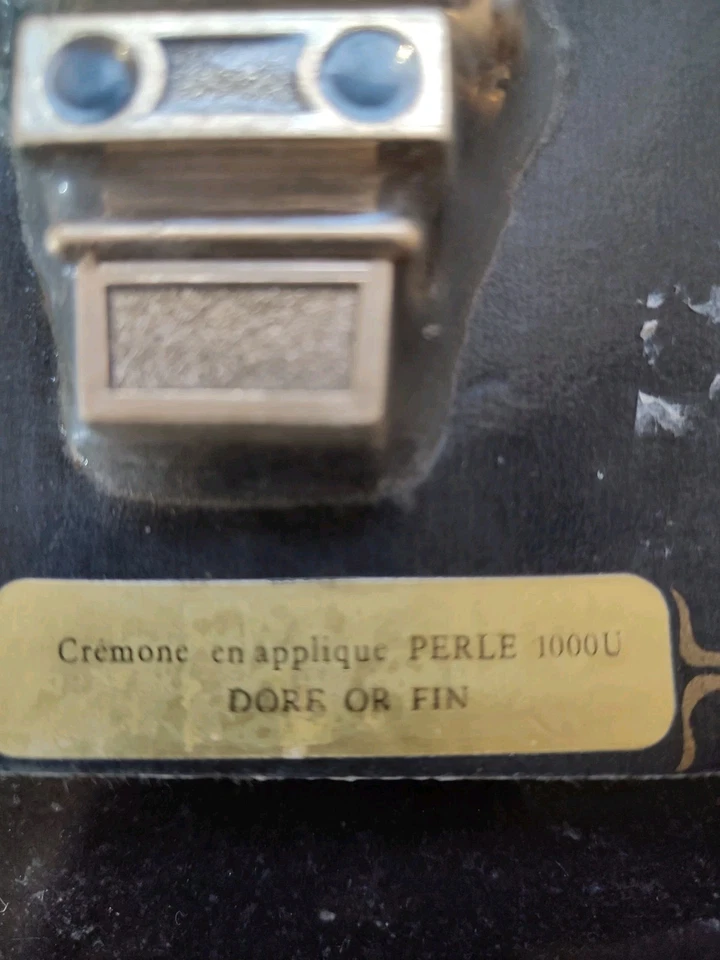 Crémone en applique PERLE 1000U
DORE OR FIN